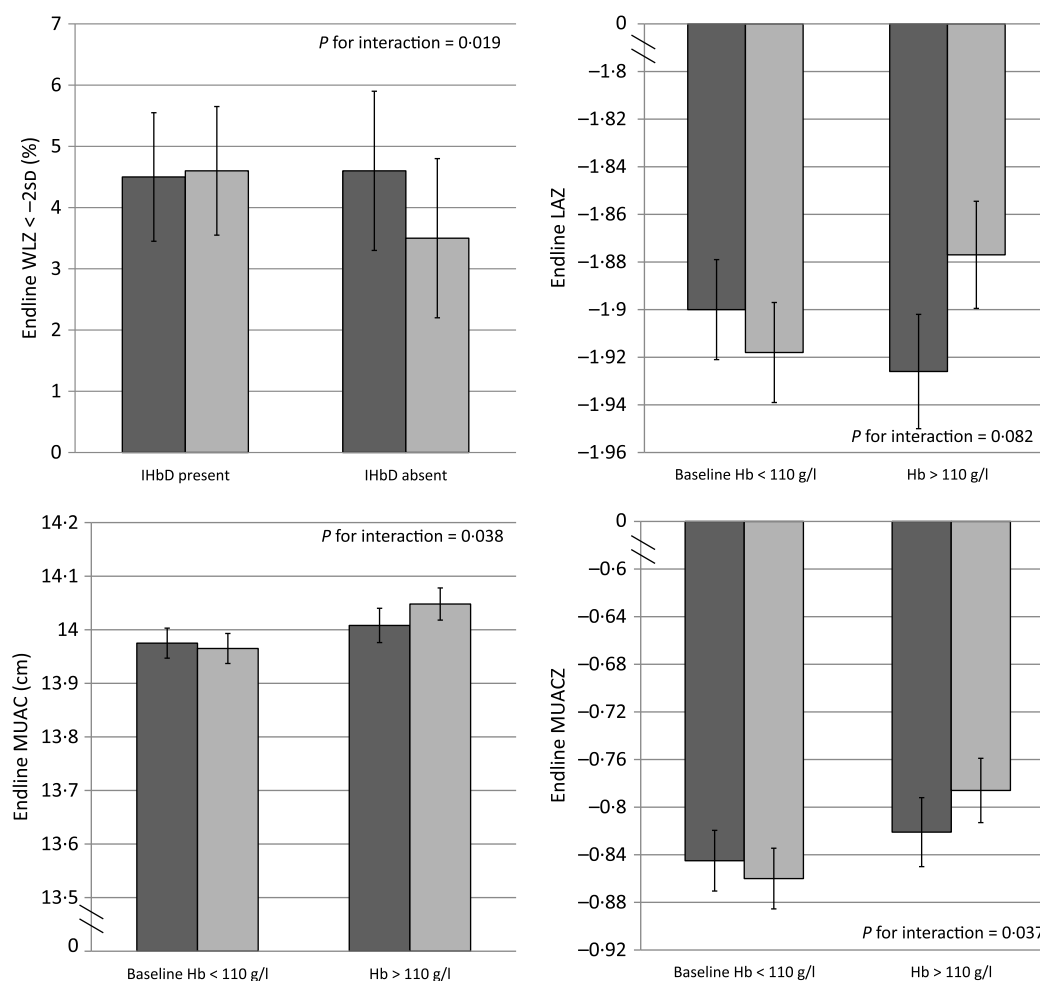 Endline WLZ < –2SD (%)
7
6
5
4
3
2
1
0
P for interaction = 0·019
IHbD present
IHbD absent
Endline LAZ
0
–1·8
–1·82
–1·84
–1·86
–1·88
–1·9
–1·92
–1·94
–1·96
P for interaction = 0·082
Baseline Hb < 110 g/l
Hb > 110 g/l
Endline MUAC (cm)
14·2
14·1
14
13·9
13·8
13·7
13·6
13·5
0
P for interaction = 0·038
Baseline Hb < 110 g/l
Hb > 110 g/l
Endline MUACZ
0
–0·6
–0·64
–0·68
–0·72
–0·76
–0·8
–0·84
–0·88
–0·92
P for interaction = 0·037
Baseline Hb < 110 g/l
Hb > 110 g/l